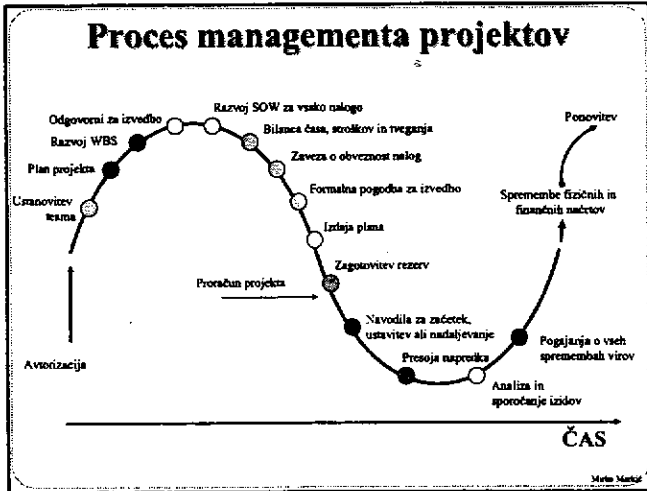 Proces managementa projektov
Razvoj SOW za vsako nalogo
Odgovorni za izvedbo
Bilanca časa, stroškov in tveganja
Razvoj WBS
Zaveza o obveznost nalog
Plan projekta
Formalna pogodba za izvedbo
Ustanovitev
teama
Izdaja plana
Zagotovitev rezerv
Proračun projekta
Navodila za začetek,
ustavitev ali nadaljevanje
Presoja napredka
Analiza in
sporočanje izidov
Pogajanja o vseh
spremembah virov
Spremembe fizičnih in
finančnih načrtov
Ponovitev
Avtorizacija
ČAS
Mirko Markič